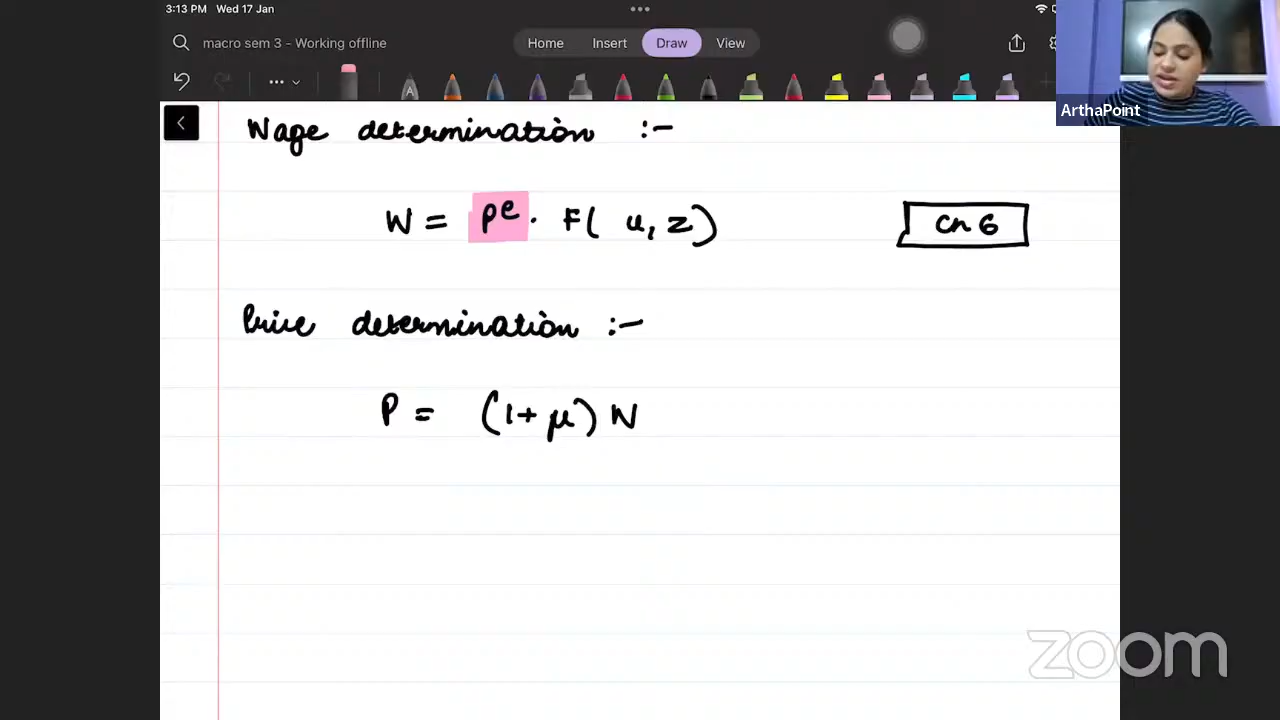 3:13 PM Wed 17 Jan
macro sem 3 - Working offline
Home Insert Draw View
A
ArthaPoint
Wage determination :-
W = pe . F( u, z)
Ch 6
Price determination :-
P = (1+ μ) W
zoom